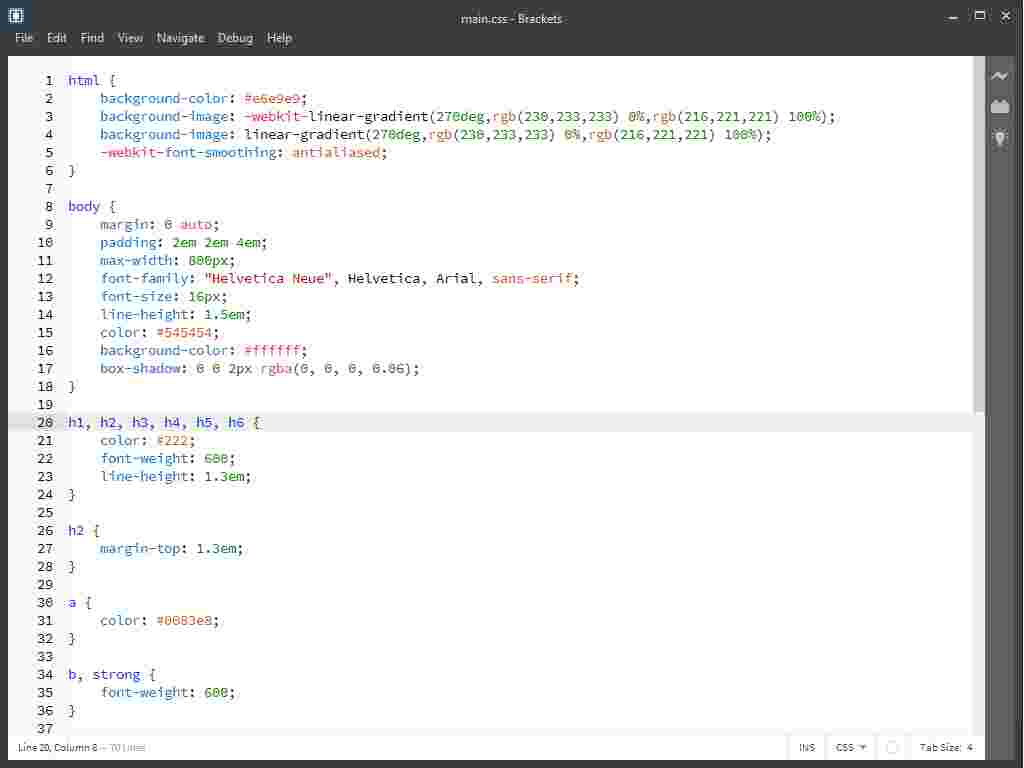 main.css - Brackets
File Edit Find View Navigate Debug Help
1 html {
2 background-color: #e6e9e9;
3 background-image: -webkit-linear-gradient(270deg,rgb(230,233,233) 0%,rgb(216,221,221) 100%);
4 background-image: linear-gradient(270deg,rgb(230,233,233) 0%,rgb(216,221,221) 100%);
5 -webkit-font-smoothing: antialiased;
6 }
7
8 body {
9 margin: 0 auto;
10 padding: 2em 2em 4em;
11 max-width: 800px;
12 font-family: "Helvetica Neue", Helvetica, Arial, sans-serif;
13 font-size: 16px;
14 line-height: 1.5em;
15 color: #545454;
16 background-color: #ffffff;
17 box-shadow: 0 0 2px rgba(0, 0, 0, 0.06);
18 }
19
20 h1, h2, h3, h4, h5, h6 {
21 color: #222;
22 font-weight: 600;
23 line-height: 1.3em;
24 }
25
26 h2 {
27 margin-top: 1.3em;
28 }
29
30 a {
31 color: #0083e8;
32 }
33
34 b, strong {
35 font-weight: 600;
36 }
37
Line 20, Column 6 — 70 Lines INS CSS Tab Size: 4